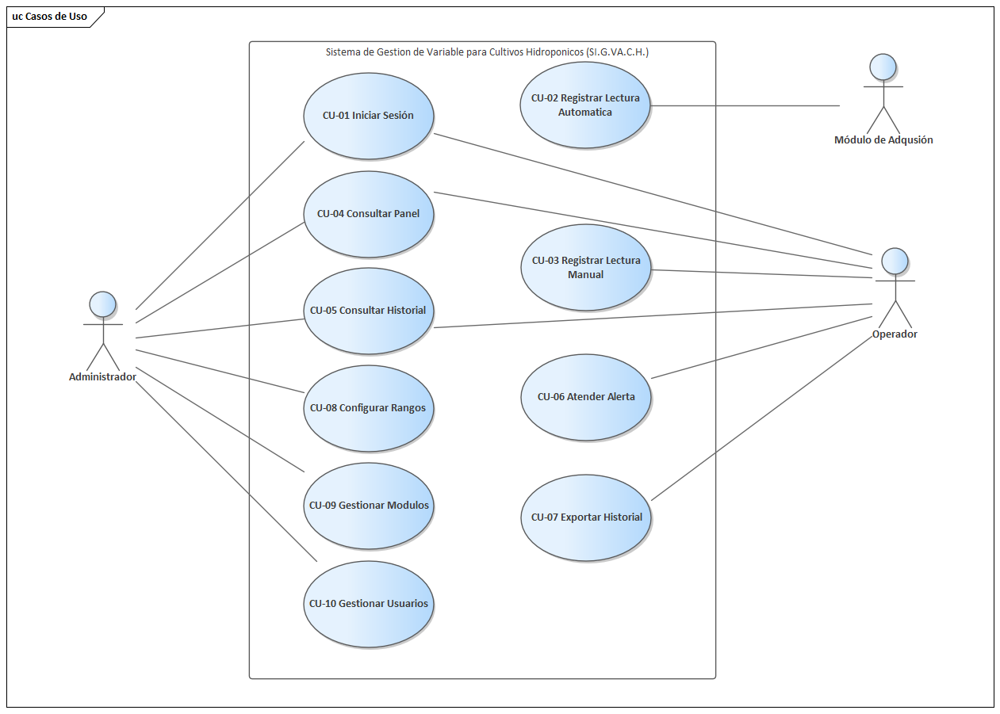 uc Casos de Uso
Sistema de Gestion de Variable para Cultivos Hidroponicos (SI.G.VA.C.H.)
CU-01 Iniciar Sesión
CU-02 Registrar Lectura
Automatica
Módulo de Adqusión
CU-04 Consultar Panel
CU-03 Registrar Lectura
Manual
CU-05 Consultar Historial
Operador
Administrador
CU-06 Atender Alerta
CU-08 Configurar Rangos
CU-09 Gestionar Modulos
CU-07 Exportar Historial
CU-10 Gestionar Usuarios